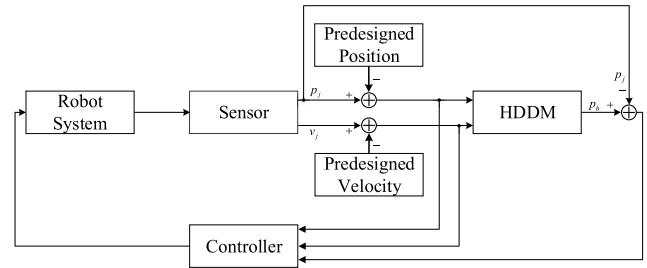 Predesigned
Position
p_j
−
p_j
+
−
Robot
System
Sensor
HDDM
p_h
+
v_j
+
−
Predesigned
Velocity
Controller